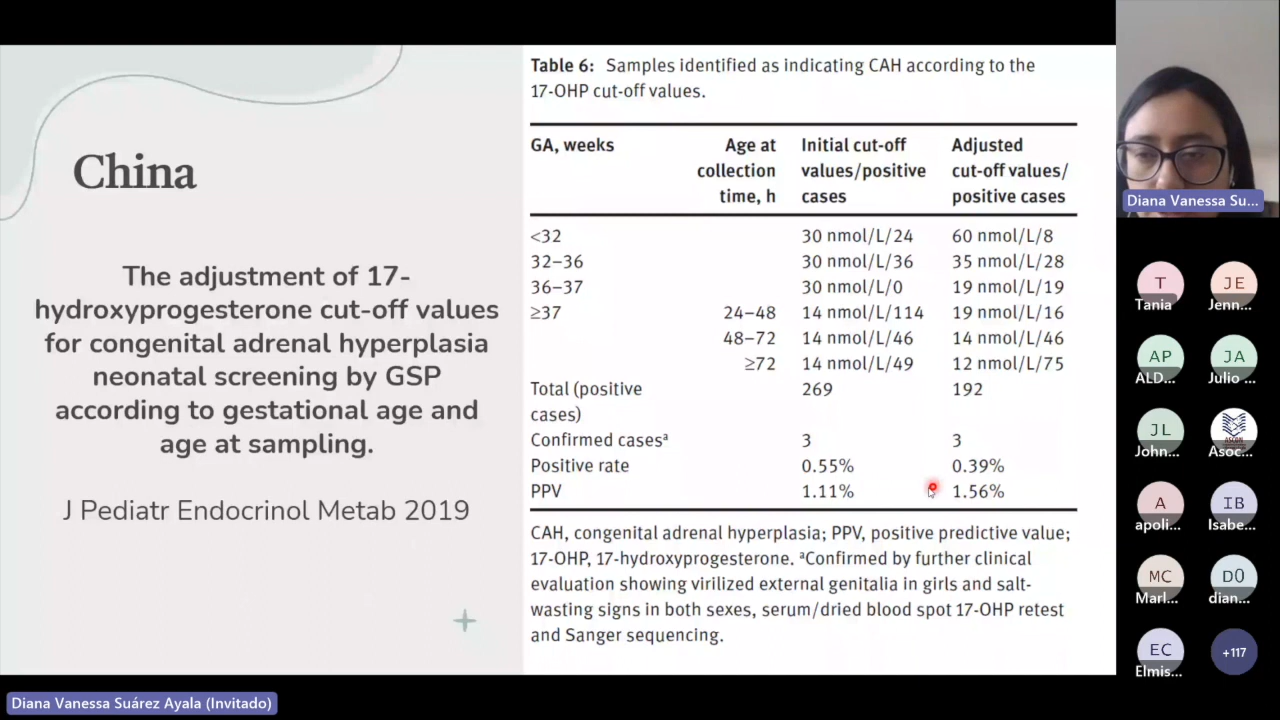 China
The adjustment of 17-
hydroxyprogesterone cut-off values
for congenital adrenal hyperplasia
neonatal screening by GSP
according to gestational age and
age at sampling.
J Pediatr Endocrinol Metab 2019
Table 6: Samples identified as indicating CAH according to the
17-OHP cut-off values.
GA, weeks Age at collection time, h Initial cut-off values/positive cases Adjusted cut-off values/ positive cases
<32 30 nmol/L/24 60 nmol/L/8
32–36 30 nmol/L/36 35 nmol/L/28
36–37 30 nmol/L/0 19 nmol/L/19
≥37 24–48 14 nmol/L/114 19 nmol/L/16
48–72 14 nmol/L/46 14 nmol/L/46
≥72 14 nmol/L/49 12 nmol/L/75
Total (positive cases) 269 192
Confirmed casesᵃ 3 3
Positive rate 0.55% 0.39%
PPV 1.11% 1.56%
CAH, congenital adrenal hyperplasia; PPV, positive predictive value;
17-OHP, 17-hydroxyprogesterone. ᵃConfirmed by further clinical
evaluation showing virilized external genitalia in girls and salt-
wasting signs in both sexes, serum/dried blood spot 17-OHP retest
and Sanger sequencing.
Diana Vanessa Su...
T JE
Tania Jenn...
AP JA
ALD... Julio ...
JL ASCOM
John... Asoc...
A IB
apoli... Isabe...
MC D0
Marl... dian...
EC +117
Elmis...
Diana Vanessa Suárez Ayala (Invitado)